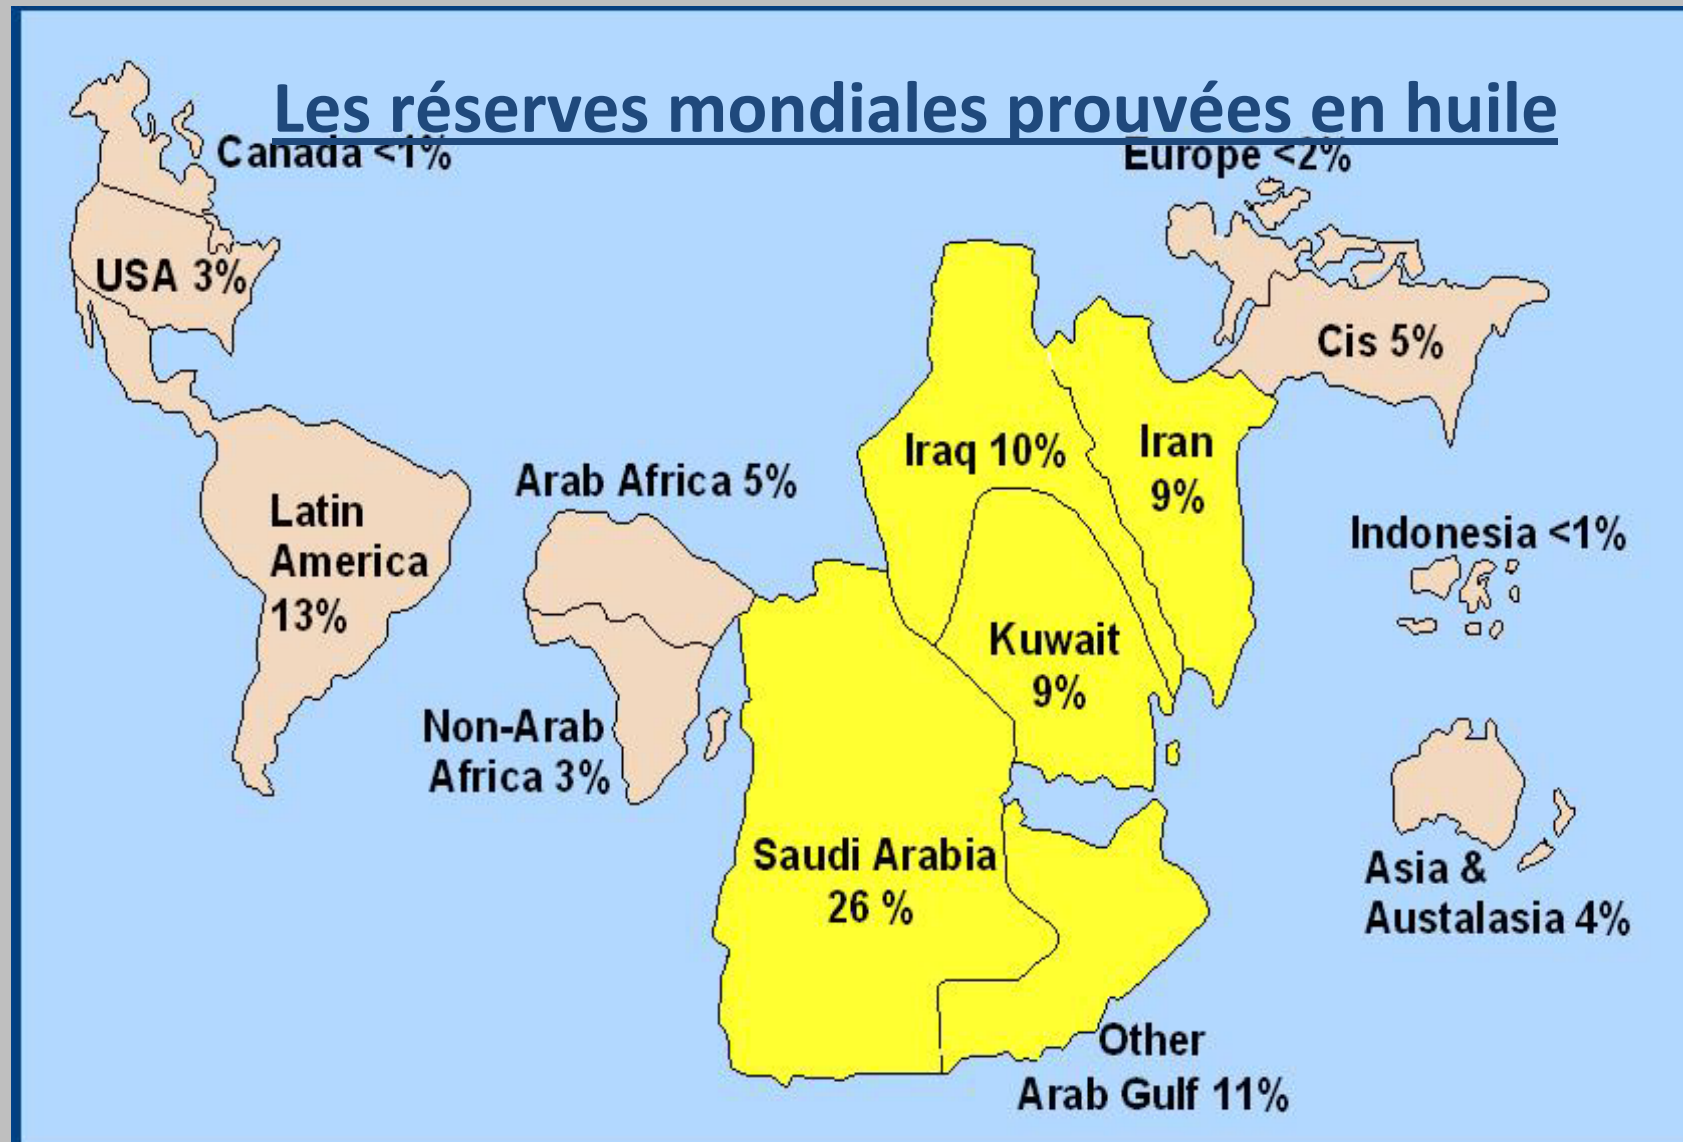 Les réserves mondiales prouvées en huile
Canada <1%
Europe <2%
USA 3%
Cis 5%
Iraq 10%
Iran
9%
Arab Africa 5%
Latin
America
13%
Indonesia <1%
Kuwait
9%
Non-Arab
Africa 3%
Saudi Arabia
26 %
Asia &
Austalasia 4%
Other
Arab Gulf 11%